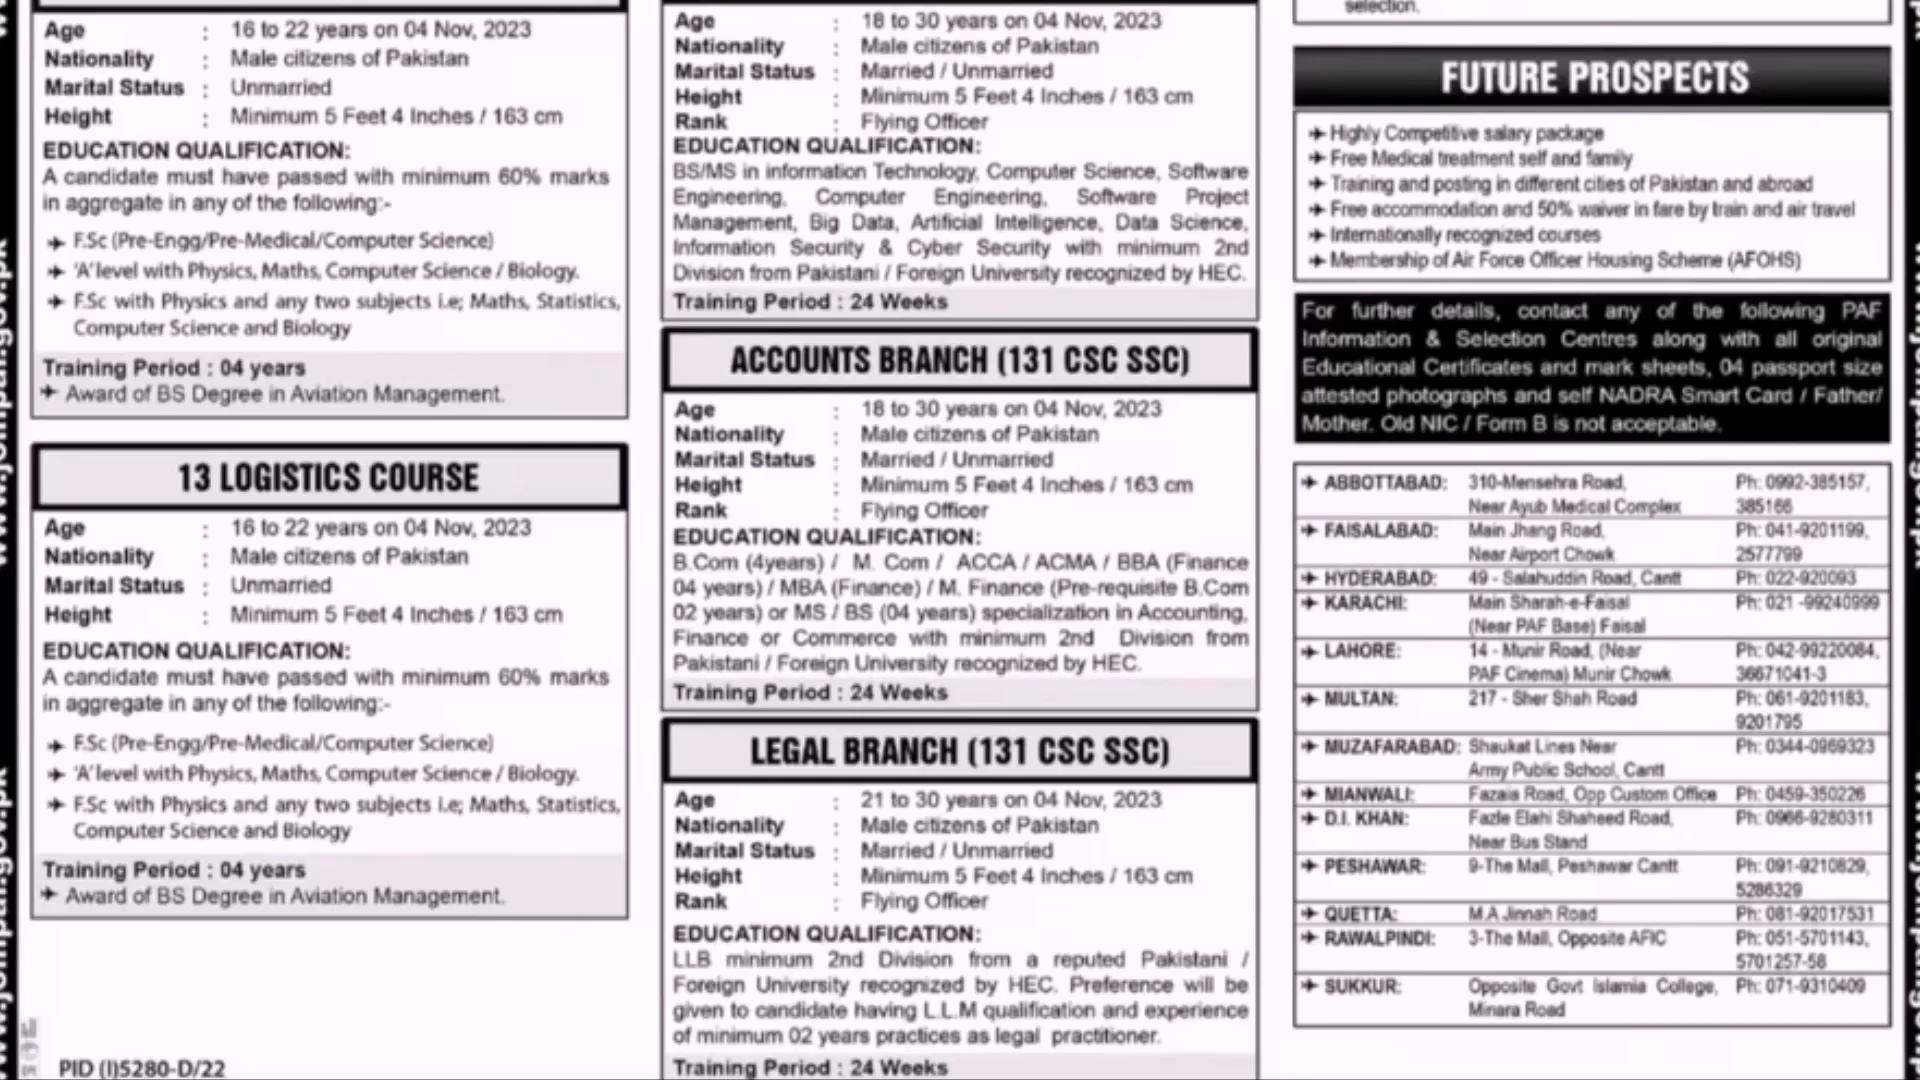 Age : 16 to 22 years on 04 Nov, 2023
Nationality : Male citizens of Pakistan
Marital Status : Unmarried
Height : Minimum 5 Feet 4 Inches / 163 cm
EDUCATION QUALIFICATION:
A candidate must have passed with minimum 60% marks
in aggregate in any of the following:-
F.Sc (Pre-Engg/Pre-Medical/Computer Science)
'A' level with Physics, Maths, Computer Science / Biology.
F.Sc with Physics and any two subjects i.e; Maths, Statistics,
Computer Science and Biology
Training Period : 04 years
Award of BS Degree in Aviation Management.
13 LOGISTICS COURSE
Age : 16 to 22 years on 04 Nov, 2023
Nationality : Male citizens of Pakistan
Marital Status : Unmarried
Height : Minimum 5 Feet 4 Inches / 163 cm
EDUCATION QUALIFICATION:
A candidate must have passed with minimum 60% marks
in aggregate in any of the following:-
F.Sc (Pre-Engg/Pre-Medical/Computer Science)
'A' level with Physics, Maths, Computer Science / Biology.
F.Sc with Physics and any two subjects i.e; Maths, Statistics,
Computer Science and Biology
Training Period : 04 years
Award of BS Degree in Aviation Management.
PID (I)5280-D/22
Age : 18 to 30 years on 04 Nov, 2023
Nationality : Male citizens of Pakistan
Marital Status : Married / Unmarried
Height : Minimum 5 Feet 4 Inches / 163 cm
Rank : Flying Officer
EDUCATION QUALIFICATION:
BS/MS in information Technology, Computer Science, Software
Engineering, Computer Engineering, Software Project
Management, Big Data, Artificial Intelligence, Data Science,
Information Security & Cyber Security with minimum 2nd
Division from Pakistani / Foreign University recognized by HEC.
Training Period : 24 Weeks
ACCOUNTS BRANCH (131 CSC SSC)
Age : 18 to 30 years on 04 Nov, 2023
Nationality : Male citizens of Pakistan
Marital Status : Married / Unmarried
Height : Minimum 5 Feet 4 Inches / 163 cm
Rank : Flying Officer
EDUCATION QUALIFICATION:
B.Com (4years) / M. Com / ACCA / ACMA / BBA (Finance
04 years) / MBA (Finance) / M. Finance (Pre-requisite B.Com
02 years) or MS / BS (04 years) specialization in Accounting,
Finance or Commerce with minimum 2nd Division from
Pakistani / Foreign University recognized by HEC.
Training Period : 24 Weeks
LEGAL BRANCH (131 CSC SSC)
Age : 21 to 30 years on 04 Nov, 2023
Nationality : Male citizens of Pakistan
Marital Status : Married / Unmarried
Height : Minimum 5 Feet 4 Inches / 163 cm
Rank : Flying Officer
EDUCATION QUALIFICATION:
LLB minimum 2nd Division from a reputed Pakistani /
Foreign University recognized by HEC. Preference will be
given to candidate having L.L.M qualification and experience
of minimum 02 years practices as legal practitioner.
Training Period : 24 Weeks
selection.
FUTURE PROSPECTS
Highly Competitive salary package
Free Medical treatment self and family
Training and posting in different cities of Pakistan and abroad
Free accommodation and 50% waiver in fare by train and air travel
Internationally recognized courses
Membership of Air Force Officer Housing Scheme (AFOHS)
For further details, contact any of the following PAF
Information & Selection Centres along with all original
Educational Certificates and mark sheets, 04 passport size
attested photographs and self NADRA Smart Card / Father/
Mother. Old NIC / Form B is not acceptable.
ABBOTTABAD: 310-Mensehra Road, Ph: 0992-385157,
Near Ayub Medical Complex 385166
FAISALABAD: Main Jhang Road, Ph: 041-9201199,
Near Airport Chowk 2577799
HYDERABAD: 49 - Salahuddin Road, Cantt Ph: 022-920093
KARACHI: Main Sharah-e-Faisal Ph: 021 -99240999
(Near PAF Base) Faisal
LAHORE: 14 - Munir Road, (Near Ph: 042-99220084,
PAF Cinema) Munir Chowk 36671041-3
MULTAN: 217 - Sher Shah Road Ph: 061-9201183,
9201795
MUZAFARABAD: Shaukat Lines Near Ph: 0344-0969323
Army Public School, Cantt
MIANWALI: Fazaia Road, Opp Custom Office Ph: 0459-350226
D.I. KHAN: Fazle Elahi Shaheed Road, Ph: 0966-9280311
Near Bus Stand
PESHAWAR: 9-The Mall, Peshawar Cantt Ph: 091-9210829,
5286329
QUETTA: M.A Jinnah Road Ph: 081-92017531
RAWALPINDI: 3-The Mall, Opposite AFIC Ph: 051-5701143,
5701257-58
SUKKUR: Opposite Govt Islamia College, Ph: 071-9310409
Minara Road